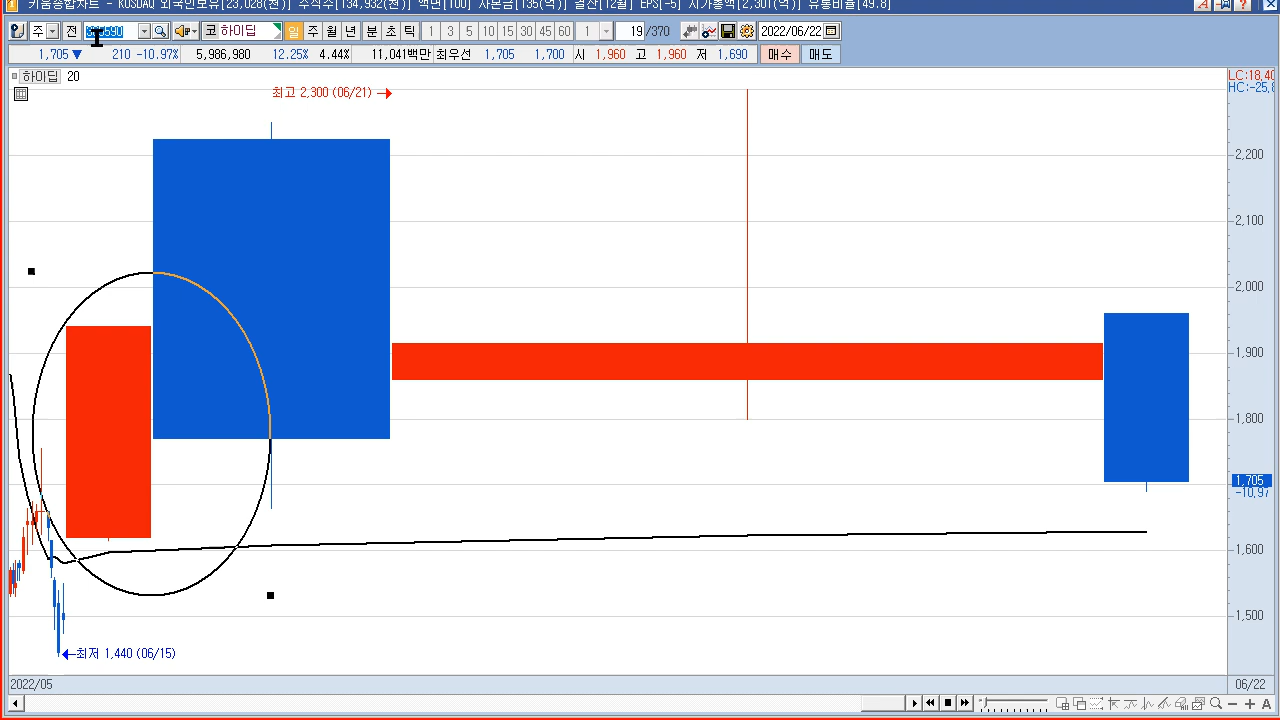 키움종합차트 - KOSDAQ 외국인보유[23,028(천)] 주식수[134,932(천)] 액면[100] 자본금[135(억)] 결산[12월] EPS[-5] 시가총액[2,301(억)] 유통비율[49.8]
주 전 코 하이딥 일 주 월 년 분 초 틱 1 3 5 10 15 30 45 60 1 19 /370 2022/06/22
1,705 ▼ 210 -10.97% 5,986,980 12.25% 4.44% 11,041백만 최우선 1,705 1,700 시 1,960 고 1,960 저 1,690 매수 매도
하이딥 20
LC:18,40
HC:-25,8
최고 2,300 (06/21)
2,200
2,100
2,000
1,900
1,800
1,705
-10,97
1,600
1,500
최저 1,440 (06/15)
2022/05 06/22
A